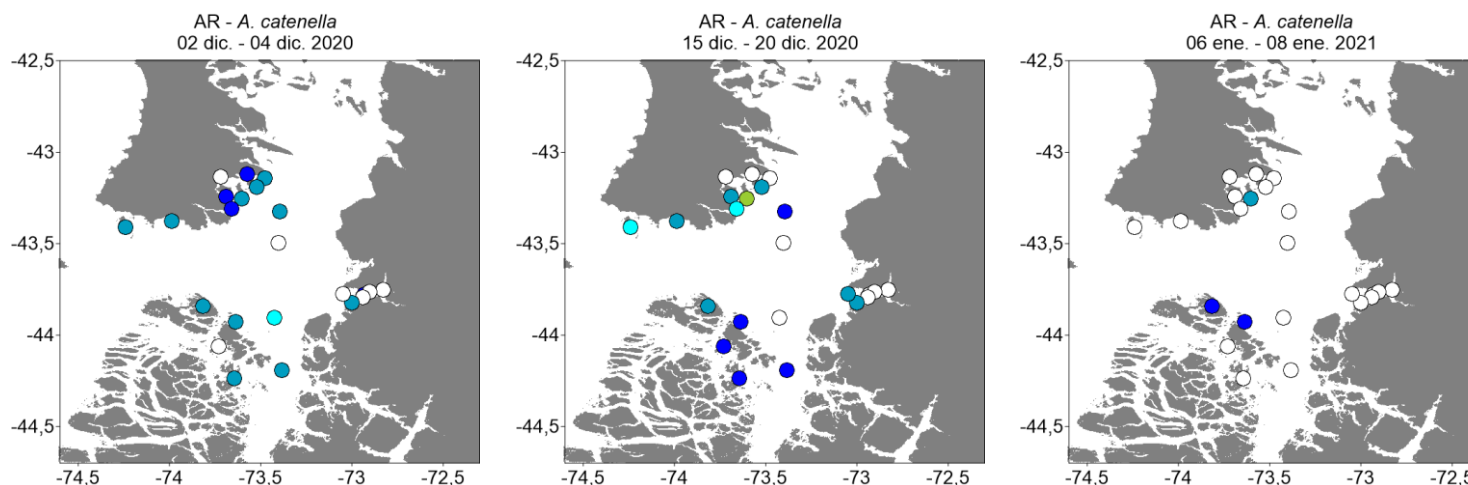 AR - A. catenella
02 dic. - 04 dic. 2020
-42,5
-43
-43,5
-44
-44,5
-74,5 -74 -73,5 -73 -72,5
AR - A. catenella
15 dic. - 20 dic. 2020
-42,5
-43
-43,5
-44
-44,5
-74,5 -74 -73,5 -73 -72,5
AR - A. catenella
06 ene. - 08 ene. 2021
-42,5
-43
-43,5
-44
-44,5
-74,5 -74 -73,5 -73 -72,5